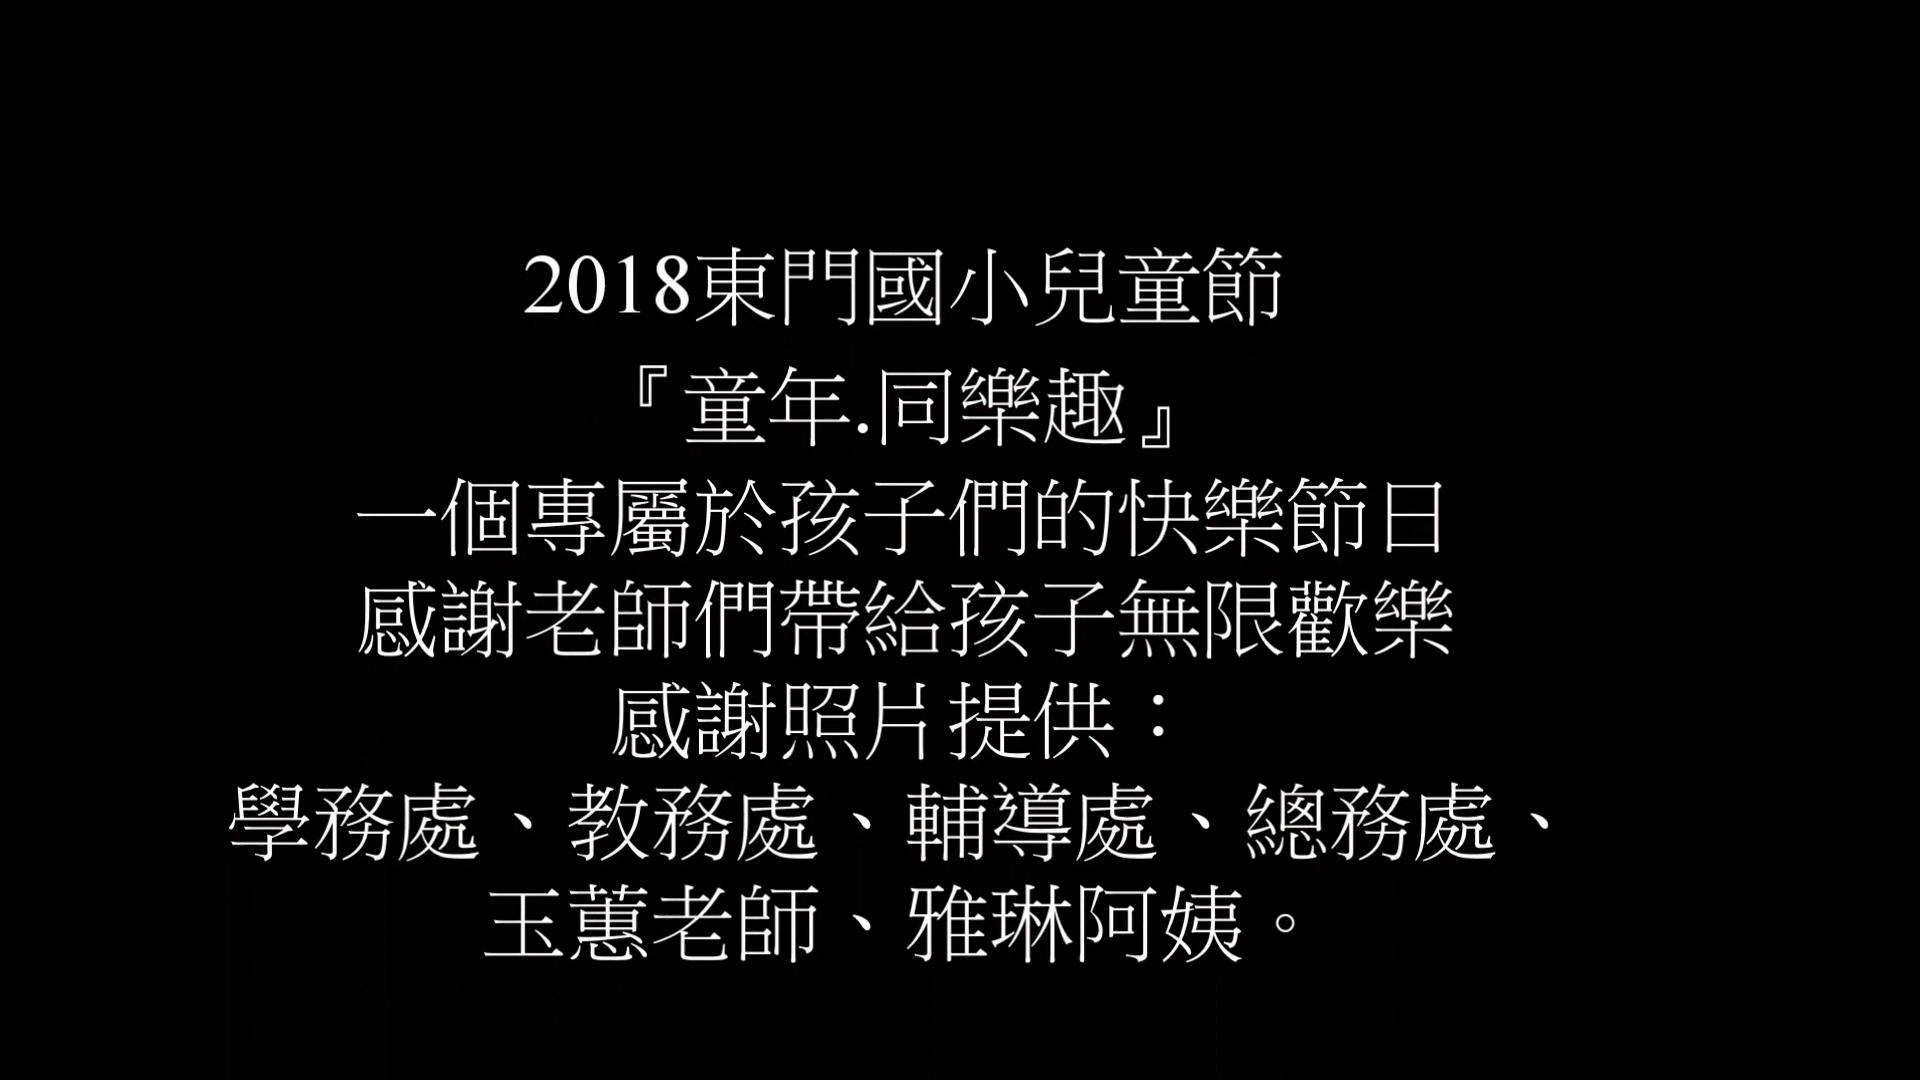 2018東門國小兒童節
『童年.同樂趣』
一個專屬於孩子們的快樂節日
感謝老師們帶給孩子無限歡樂
感謝照片提供：
學務處、教務處、輔導處、總務處、
玉蕙老師、雅琳阿姨。